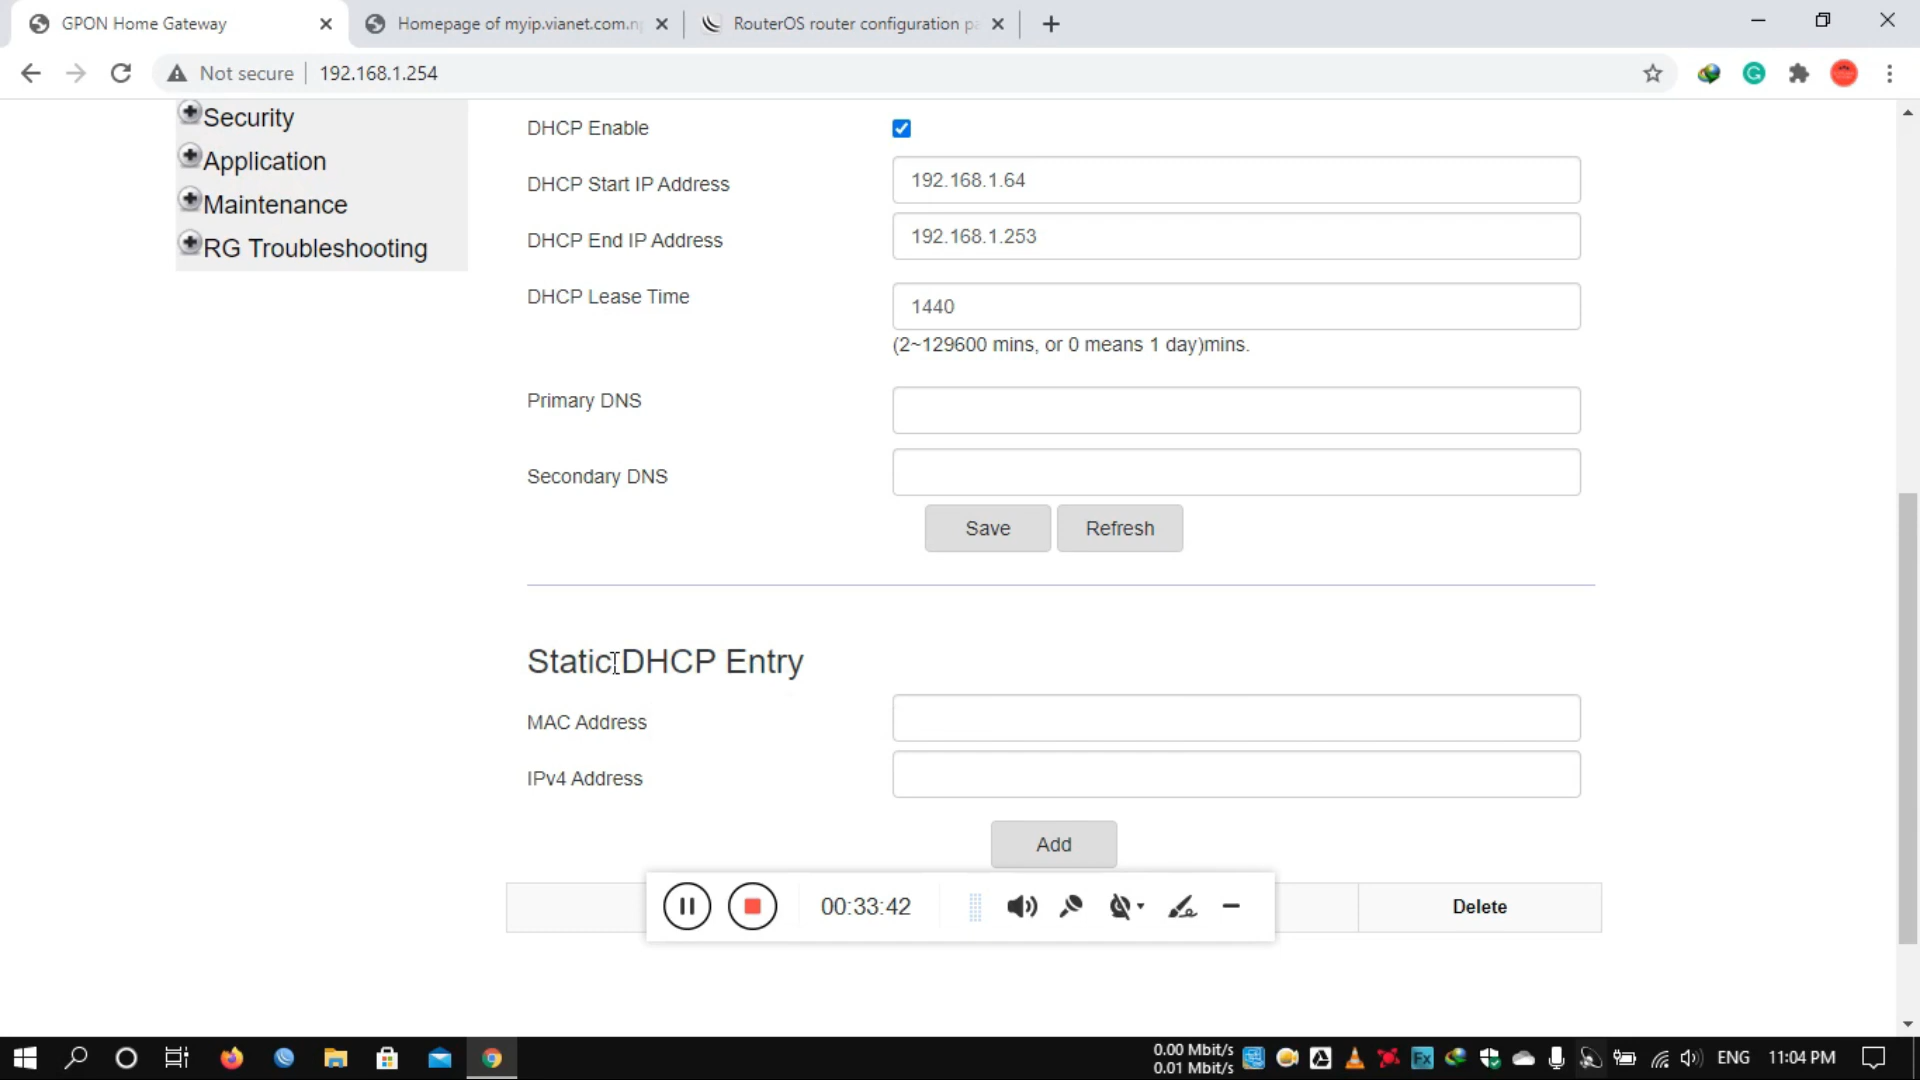 GPON Home Gateway
Homepage of myip.vianet.com.n
RouterOS router configuration pa
Not secure
192.168.1.254
Security
Application
Maintenance
RG Troubleshooting
DHCP Enable
DHCP Start IP Address
192.168.1.64
DHCP End IP Address
192.168.1.253
DHCP Lease Time
1440
(2~129600 mins, or 0 means 1 day)mins.
Primary DNS
Secondary DNS
Save
Refresh
Static DHCP Entry
MAC Address
IPv4 Address
Add
Delete
00:33:42
0.00 Mbit/s
0.01 Mbit/s
Fx
ENG
11:04 PM